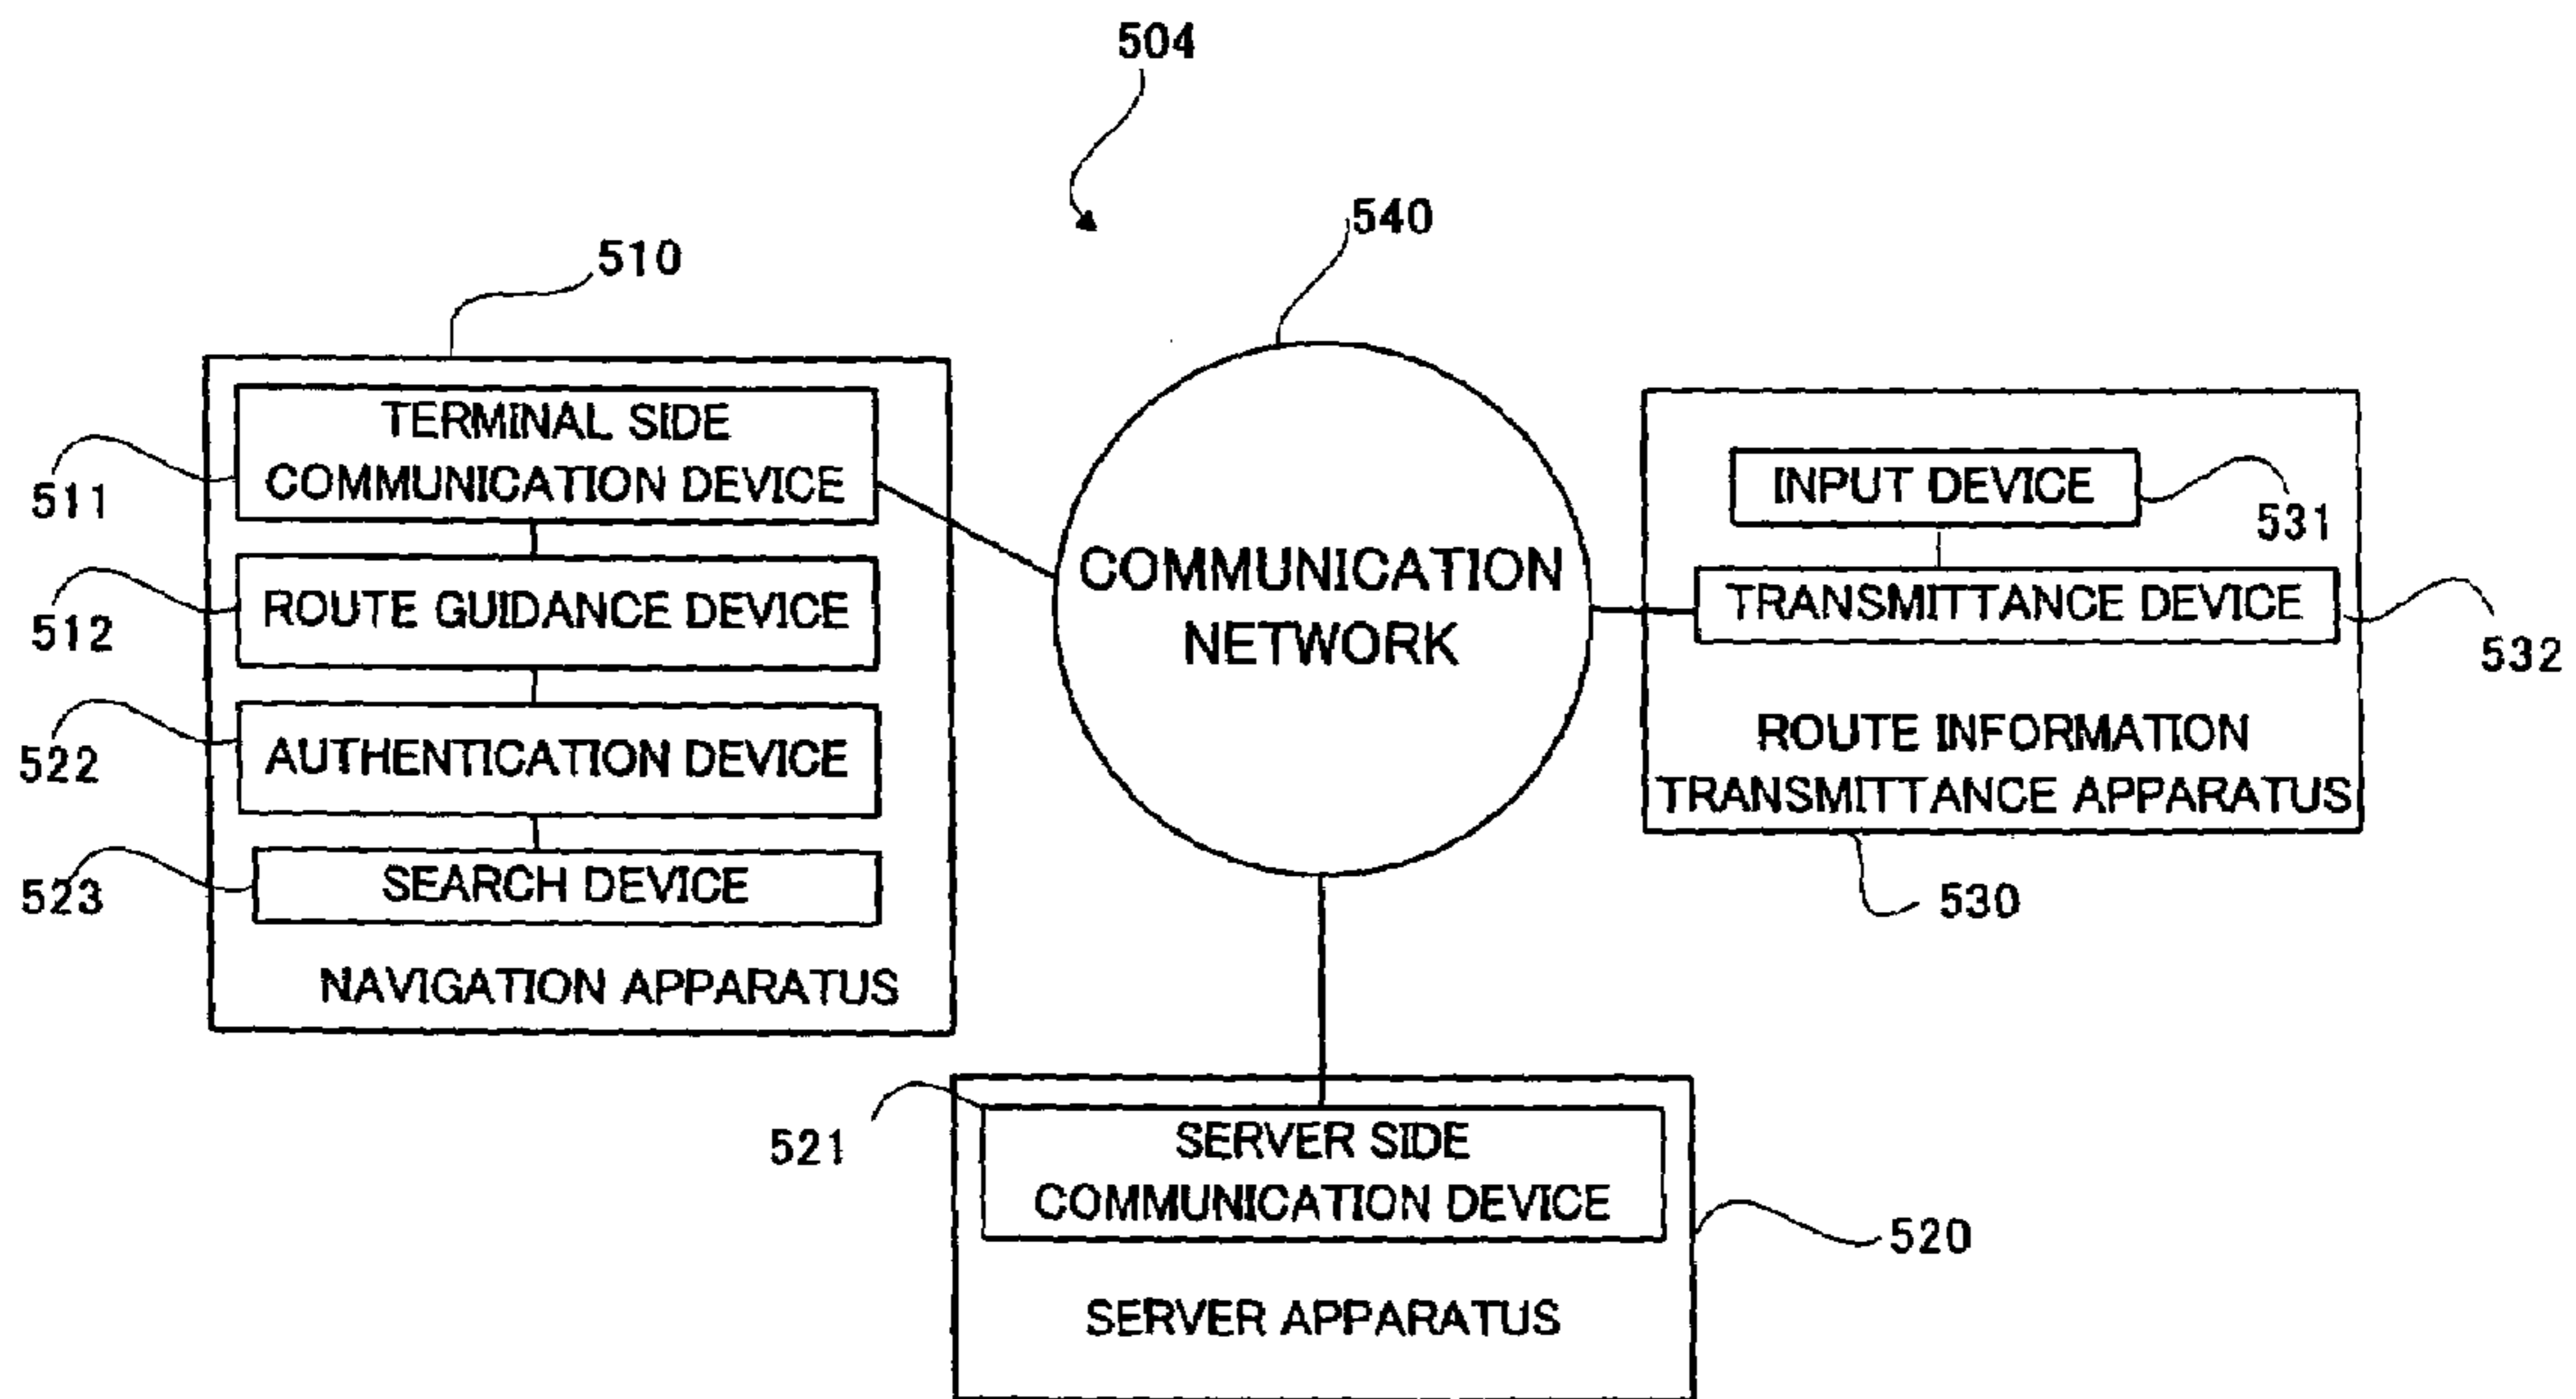 504
540
510
TERMINAL SIDE
COMMUNICATION DEVICE
511
ROUTE GUIDANCE DEVICE
512
AUTHENTICATION DEVICE
522
SEARCH DEVICE
523
NAVIGATION APPARATUS
COMMUNICATION
NETWORK
INPUT DEVICE
531
TRANSMITTANCE DEVICE
532
ROUTE INFORMATION
TRANSMITTANCE APPARATUS
530
521
SERVER SIDE
COMMUNICATION DEVICE
520
SERVER APPARATUS